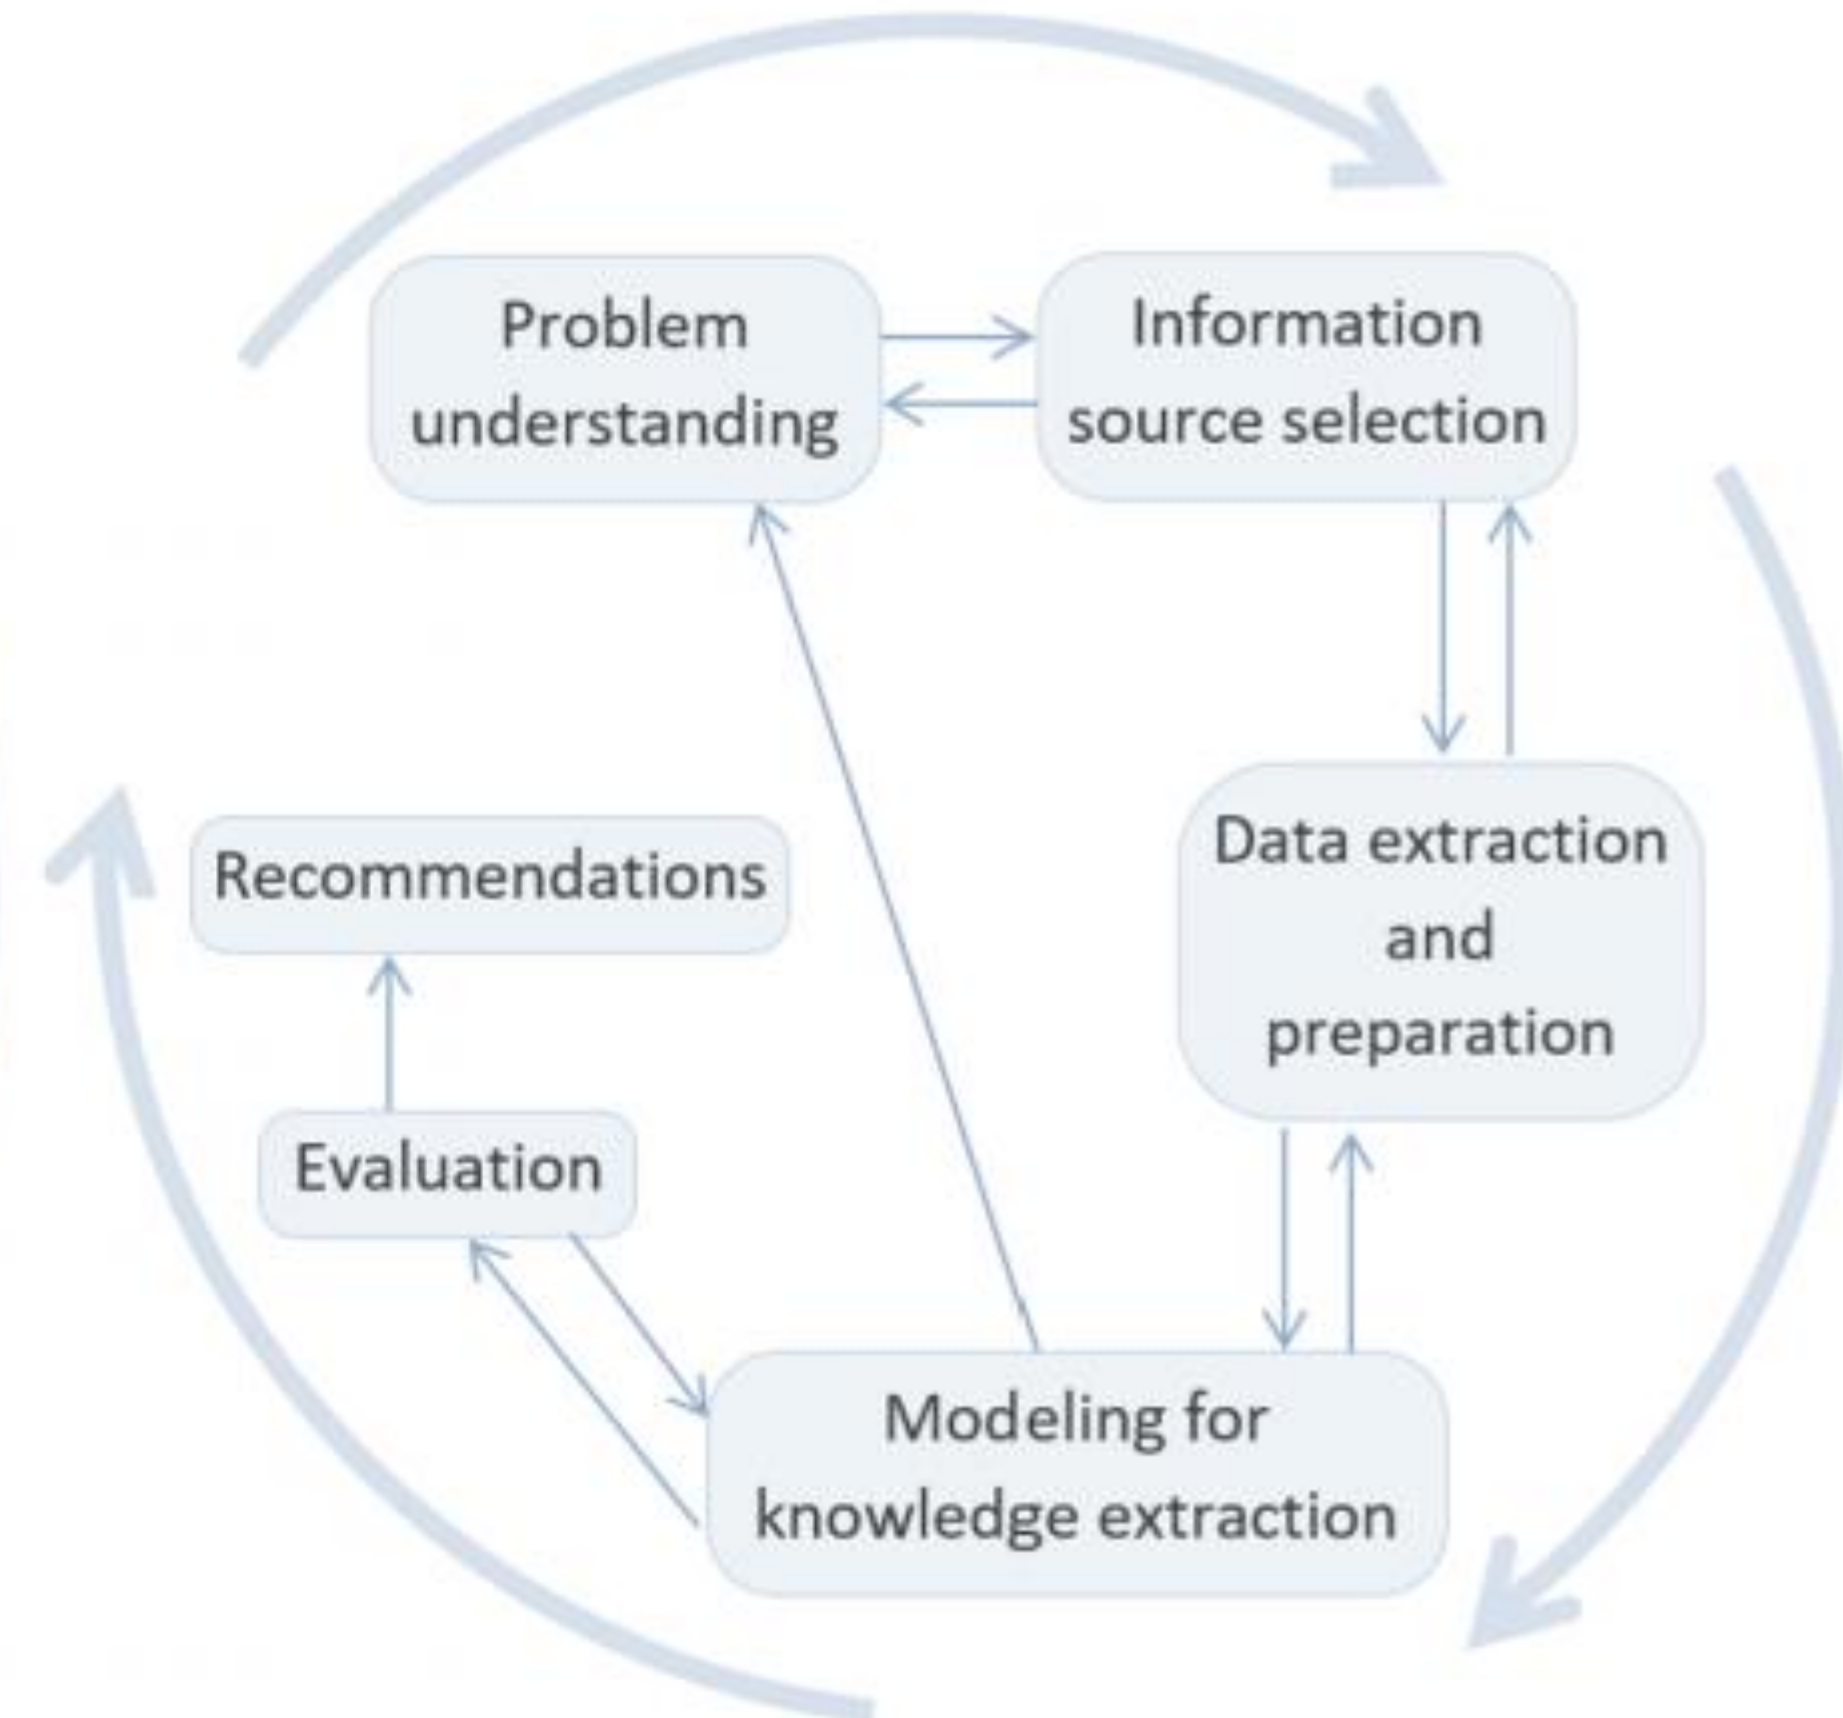 Problem
understanding
Information
source selection
Data extraction
and
preparation
Modeling for
knowledge extraction
Evaluation
Recommendations